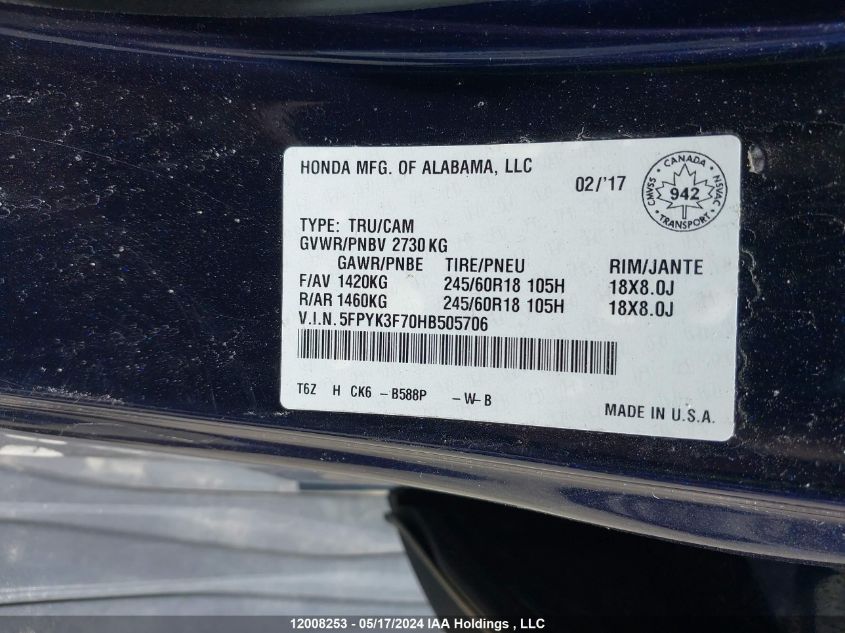 HONDA MFG. OF ALABAMA, LLC
02/'17
CANADA
CMVSS 942 NSVAC
TRANSPORT
TYPE: TRU/CAM
GVWR/PNBV 2730KG
GAWR/PNBE TIRE/PNEU RIM/JANTE
F/AV 1420KG 245/60R18 105H 18X8.0J
R/AR 1460KG 245/60R18 105H 18X8.0J
V.I.N. 5FPYK3F70HB505706
T6Z H CK6 -B588P -W-B
MADE IN U.S.A.
12008253 - 05/17/2024 IAA Holdings, LLC